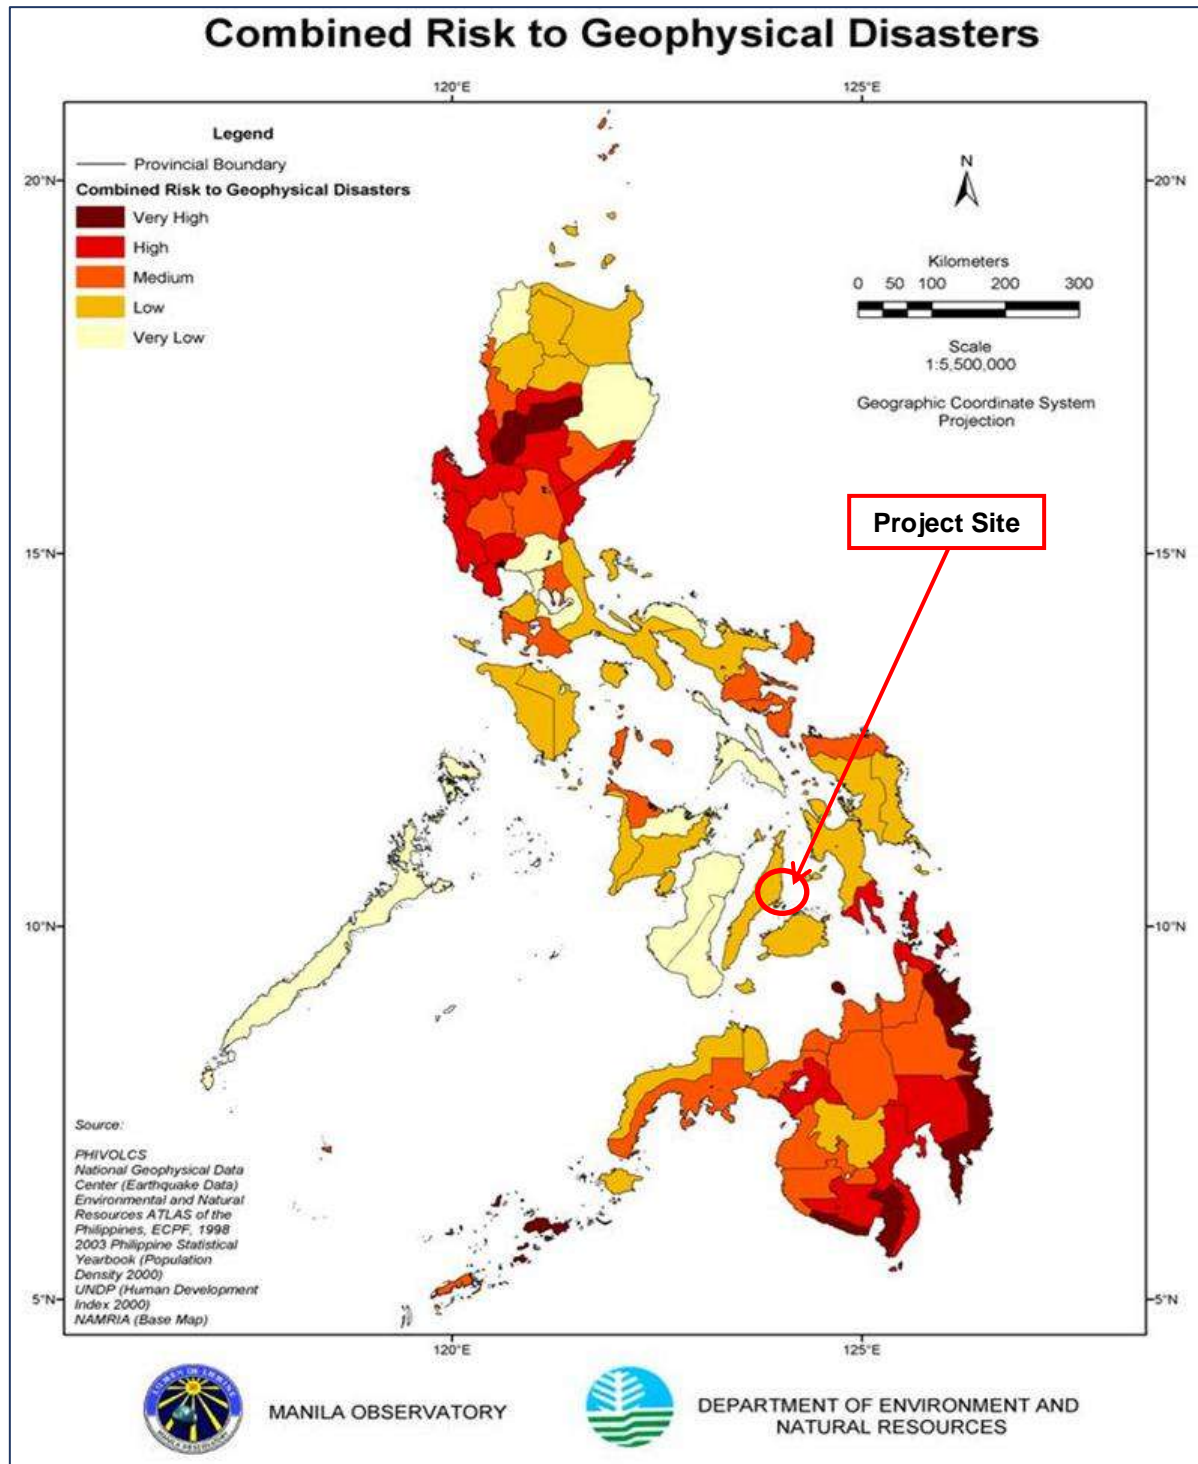 Combined Risk to Geophysical Disasters
120°E
125°E
Legend
Provincial Boundary
Combined Risk to Geophysical Disasters
Very High
High
Medium
Low
Very Low
20°N
20°N
N
Kilometers
0 50 100 200 300
Scale
1:5,500,000
Geographic Coordinate System
Projection
Project Site
15°N
15°N
10°N
10°N
Source:
PHIVOLCS
National Geophysical Data
Center (Earthquake Data)
Environmental and Natural
Resources ATLAS of the
Philippines, ECPF, 1998
2003 Philippine Statistical
Yearbook (Population
Density 2000)
UNDP (Human Development
Index 2000)
NAMRIA (Base Map)
5°N
5°N
120°E
125°E
MANILA OBSERVATORY
DEPARTMENT OF ENVIRONMENT AND
NATURAL RESOURCES